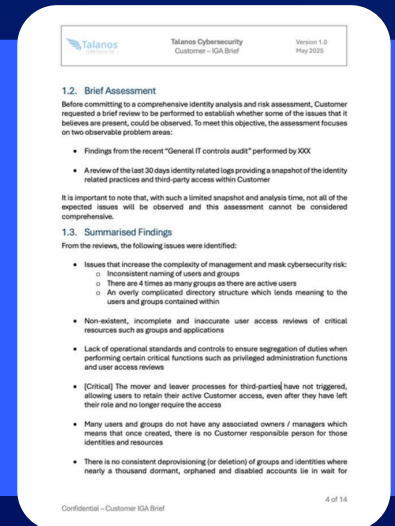 Talanos
Talanos Cybersecurity
Customer – IGA Brief
Version 1.0
May 2025
1.2. Brief Assessment
Before committing to a comprehensive identity analysis and risk assessment, Customer
requested a brief review to be performed to establish whether some of the issues that it
believes are present, could be observed. To meet this objective, the assessment focuses
on two observable problem areas:
• Findings from the recent "General IT controls audit" performed by XXX
• A review of the last 30 days identity related logs providing a snapshot of the identity
related practices and third-party access within Customer
It is important to note that, with such a limited snapshot and analysis time, not all of the
expected issues will be observed and this assessment cannot be considered
comprehensive.
1.3. Summarised Findings
From the reviews, the following issues were identified:
• Issues that increase the complexity of management and mask cybersecurity risk:
o Inconsistent naming of users and groups
o There are 4 times as many groups as there are active users
o An overly complicated directory structure which lends meaning to the
users and groups contained within
• Non-existent, incomplete and inaccurate user access reviews of critical
resources such as groups and applications
• Lack of operational standards and controls to ensure segregation of duties when
performing certain critical functions such as privileged administration functions
and user access reviews
• [Critical] The mover and leaver processes for third-parties have not triggered,
allowing users to retain their active Customer access, even after they have left
their role and no longer require the access
• Many users and groups do not have any associated owners / managers which
means that once created, there is no Customer responsible person for those
identities and resources
• There is no consistent deprovisioning (or deletion) of groups and identities where
nearly a thousand dormant, orphaned and disabled accounts lie in wait for
4 of 14
Confidential – Customer IGA Brief